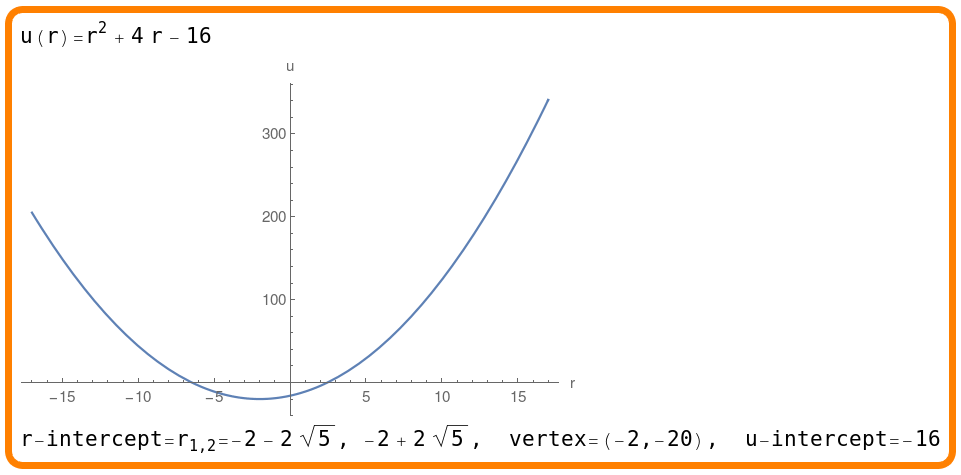 u(r)=r² + 4 r − 16
u
300
200
100
−15 −10 −5 5 10 15 r
r−intercept=r₁,₂=−2 − 2 √5, −2 + 2 √5, vertex=(−2,−20), u−intercept=−16